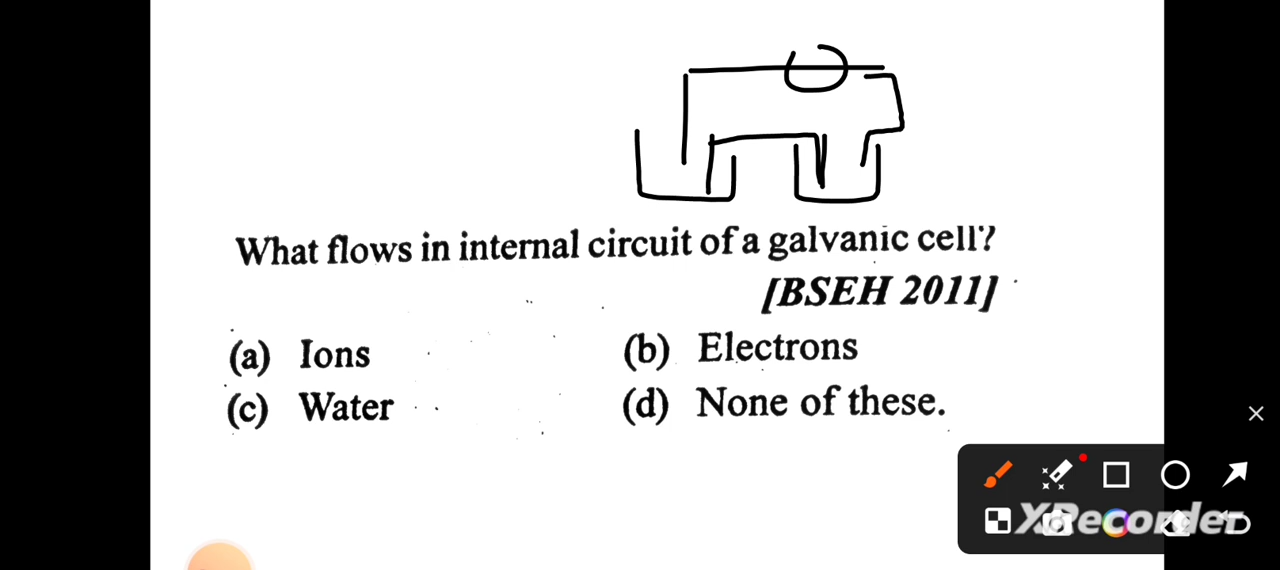 What flows in internal circuit of a galvanic cell?
[BSEH 2011]
(a) Ions (b) Electrons
(c) Water (d) None of these.
XRecorder